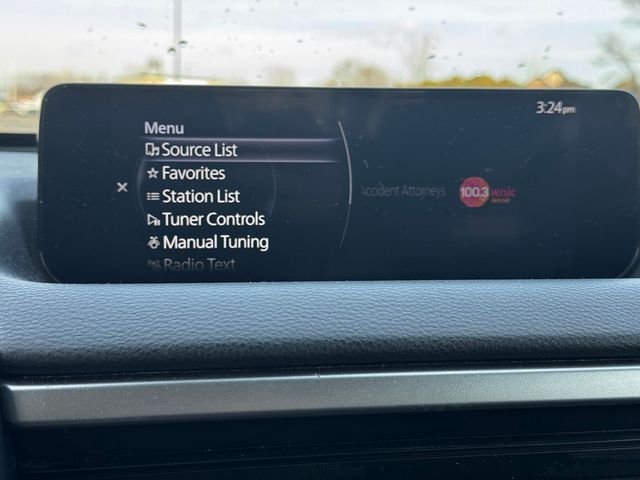 3:24pm
Menu
Source List
Favorites
Station List
Tuner Controls
Manual Tuning
Radio Text
Accident Attorneys
100.3 wnic